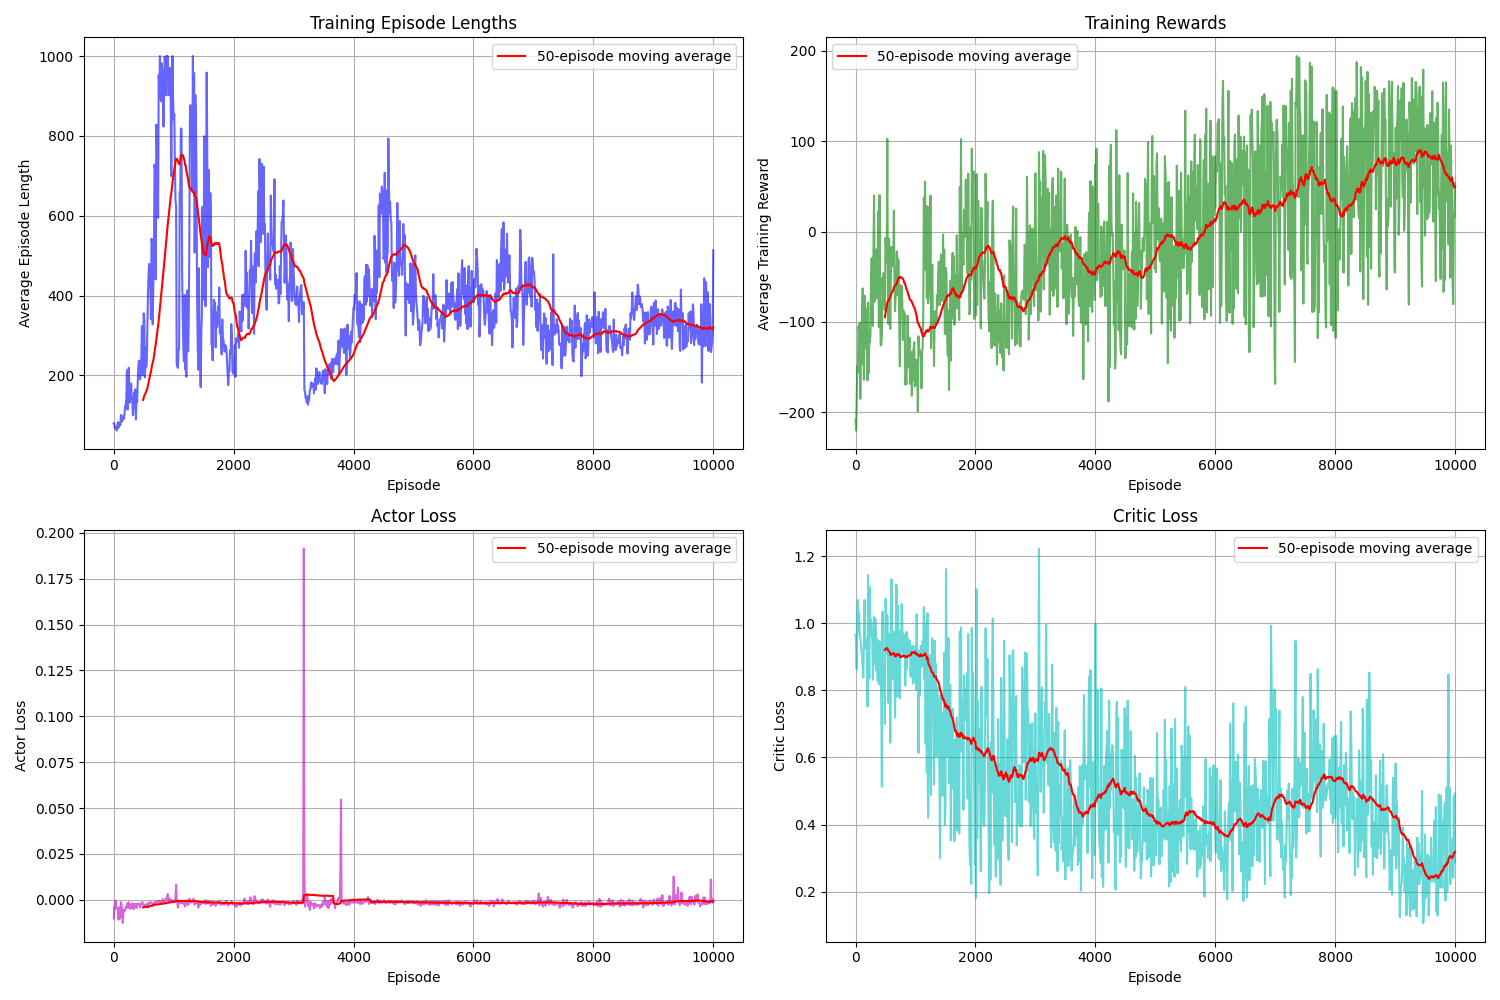 Training Episode Lengths
50-episode moving average
1000
800
600
400
200
Average Episode Length
0 2000 4000 6000 8000 10000
Episode
Training Rewards
50-episode moving average
200
100
0
−100
−200
Average Training Reward
0 2000 4000 6000 8000 10000
Episode
Actor Loss
50-episode moving average
0.200
0.175
0.150
0.125
0.100
0.075
0.050
0.025
0.000
Actor Loss
0 2000 4000 6000 8000 10000
Episode
Critic Loss
50-episode moving average
1.2
1.0
0.8
0.6
0.4
0.2
Critic Loss
0 2000 4000 6000 8000 10000
Episode